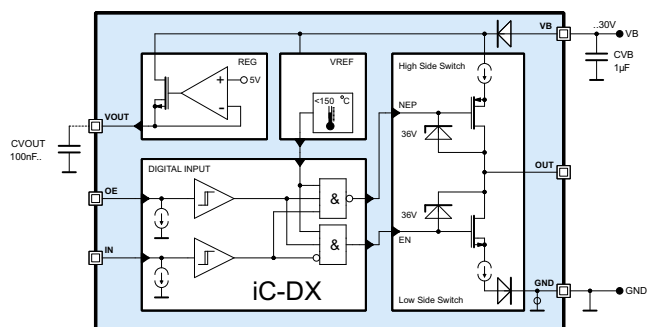 VB
..30V
VB
CVB
1µF
REG
5V
+
-
VREF
<150 °C
High Side Switch
NEP
36V
VOUT
CVOUT
100nF..
DIGITAL INPUT
OE
&
&
IN
iC-DX
OUT
36V
EN
GND
GND
Low Side Switch